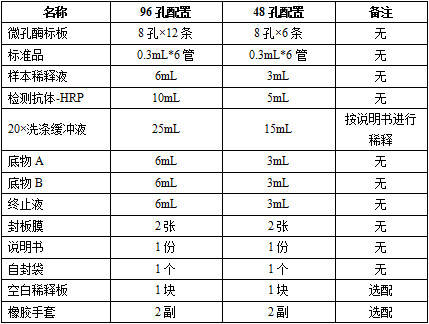 名称 96 孔配置 48 孔配置 备注
微孔酶标板 8 孔×12 条 8 孔×6 条 无
标准品 0.3mL*6 管 0.3mL*6 管 无
样本稀释液 6mL 3mL 无
检测抗体-HRP 10mL 5mL 无
20×洗涤缓冲液 25mL 15mL 按说明书进行
稀释
底物 A 6mL 3mL 无
底物 B 6mL 3mL 无
终止液 6mL 3mL 无
封板膜 2 张 2 张 无
说明书 1 份 1 份 无
自封袋 1 个 1 个 无
空白稀释板 1 块 1 块 选配
橡胶手套 2 副 2 副 选配